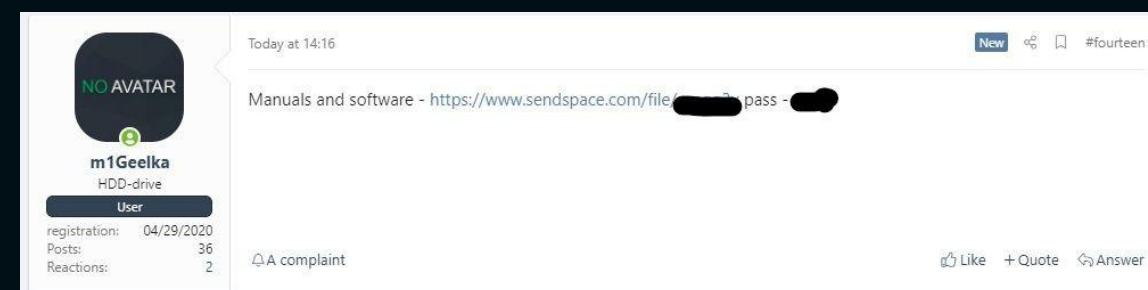 Today at 14:16
New
#fourteen
NO AVATAR
Manuals and software - https://www.sendspace.com/file/ pass -
m1Geelka
HDD-drive
User
registration: 04/29/2020
Posts: 36
Reactions: 2
A complaint
Like + Quote Answer